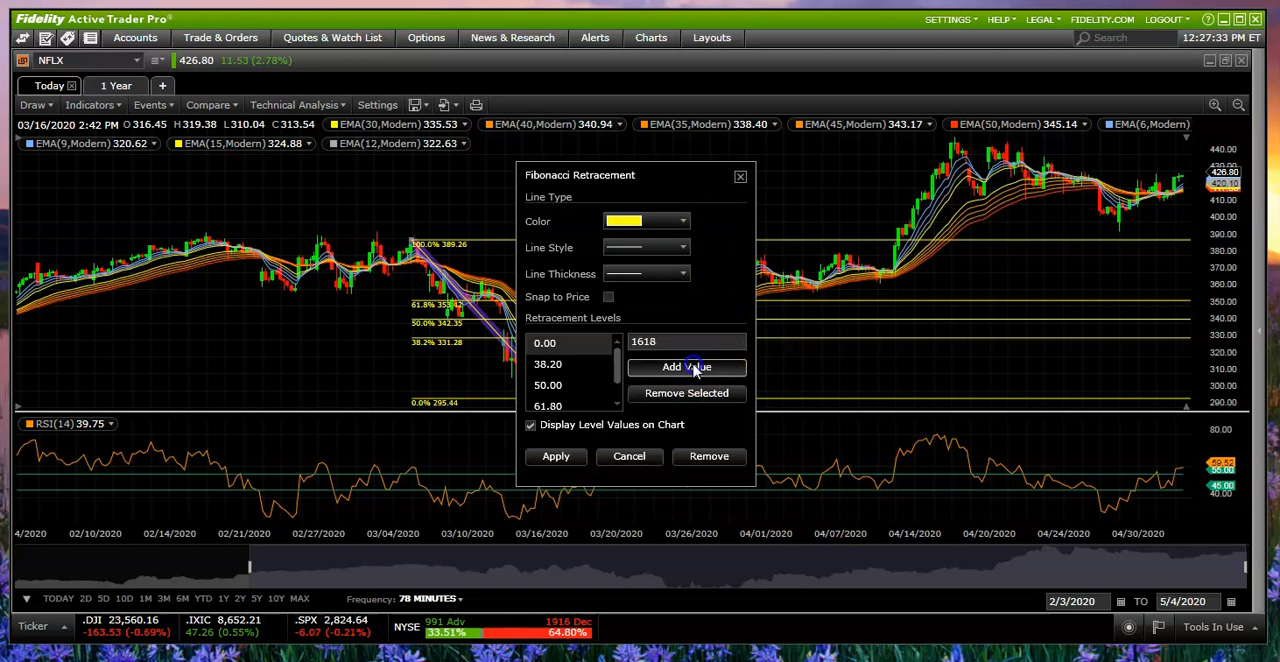 Fidelity Active Trader Pro® SETTINGS HELP LEGAL FIDELITY.COM LOGOUT
Accounts Trade & Orders Quotes & Watch List Options News & Research Alerts Charts Layouts Search 12:27:33 PM ET
NFLX 426.80 11.53 (2.78%)
Today 1 Year +
Draw Indicators Events Compare Technical Analysis Settings
03/16/2020 2:42 PM O 316.45 H 319.38 L 310.04 C 313.54 EMA(30,Modern) 335.53 EMA(40,Modern) 340.94 EMA(35,Modern) 338.40 EMA(45,Modern) 343.17 EMA(50,Modern) 345.14 EMA(6,Modern)
EMA(9,Modern) 320.62 EMA(15,Modern) 324.88 EMA(12,Modern) 322.63
Fibonacci Retracement
Line Type
Color
Line Style
Line Thickness
Snap to Price
Retracement Levels
0.00 1618
38.20 Add Value
50.00 Remove Selected
61.80
Display Level Values on Chart
Apply Cancel Remove
100.0% 389.26
61.8% 353.42
50.0% 342.35
38.2% 331.28
0.0% 295.44
440.00
430.00
426.80
420.10
410.00
400.00
390.00
380.00
370.00
360.00
350.00
340.00
330.00
320.00
310.00
300.00
290.00
RSI(14) 39.75
80.00
59.52
55.00
45.00
40.00
4/2020 02/10/2020 02/14/2020 02/21/2020 02/27/2020 03/04/2020 03/10/2020 03/16/2020 03/20/2020 03/26/2020 04/01/2020 04/07/2020 04/14/2020 04/20/2020 04/24/2020 04/30/2020
TODAY 2D 5D 10D 1M 3M 6M YTD 1Y 2Y 5Y 10Y MAX Frequency: 78 MINUTES 2/3/2020 TO 5/4/2020
Ticker .DJI 23,560.16 .IXIC 8,652.21 .SPX 2,824.64 NYSE 991 Adv 1916 Dec Tools In Use
-163.53 (-0.69%) 47.26 (0.55%) -6.07 (-0.21%) 33.51% 64.80%